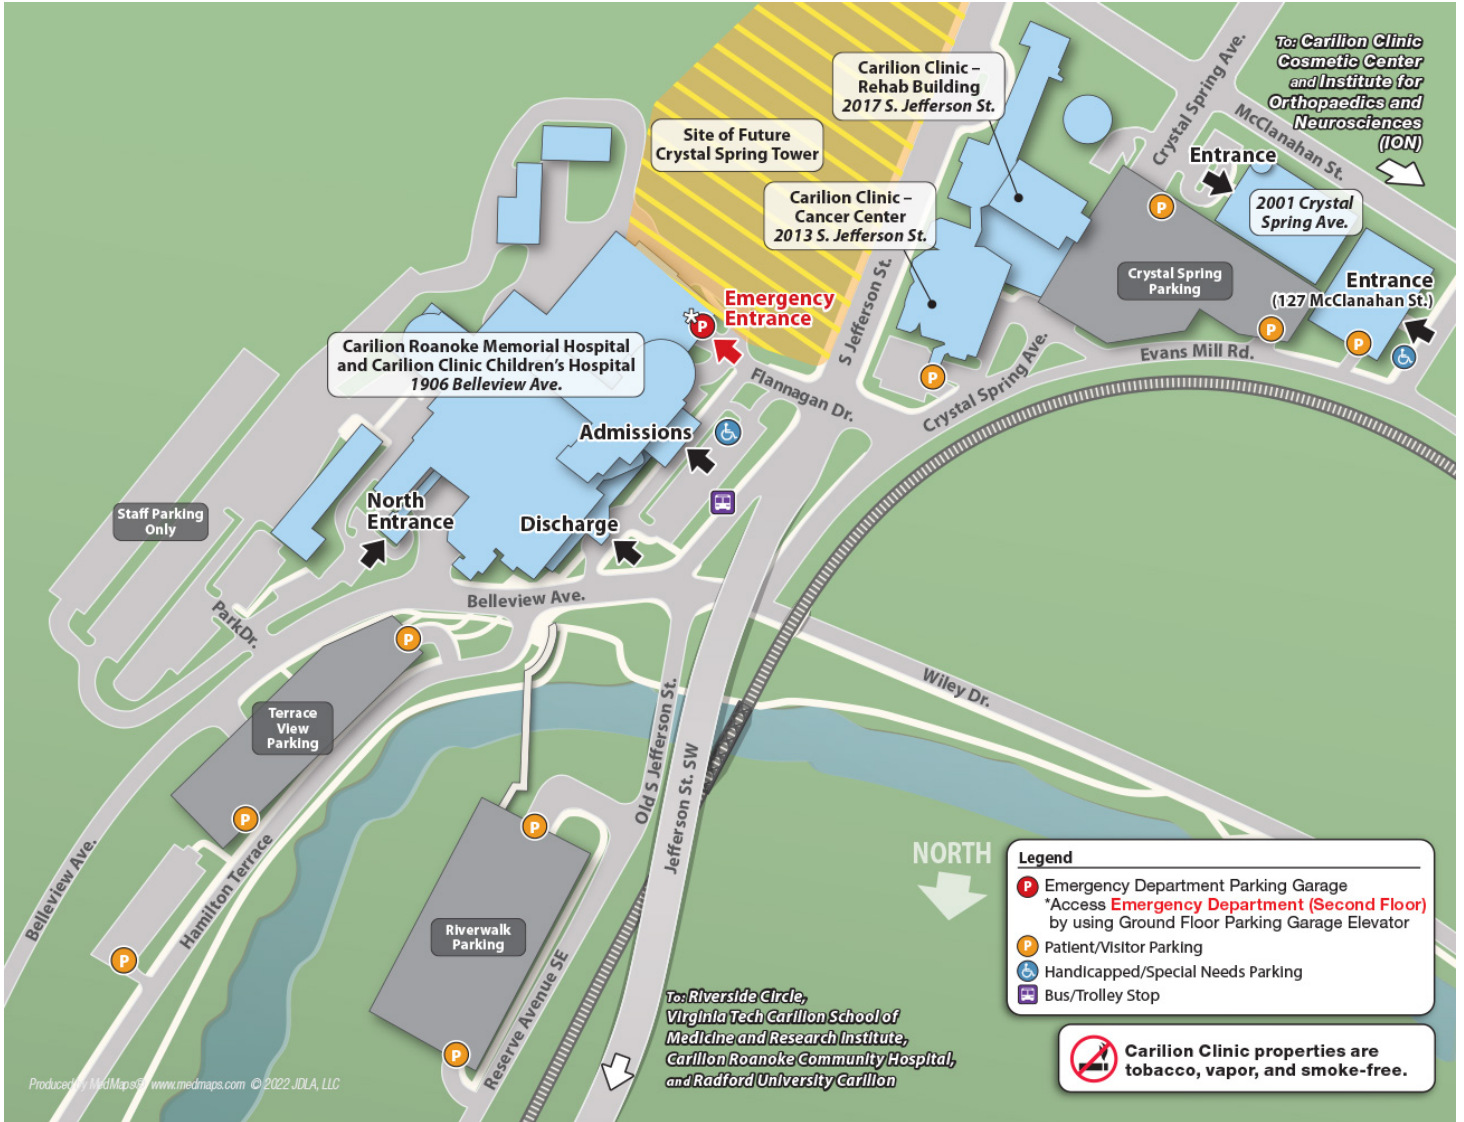 To: Carilion Clinic
Cosmetic Center
and Institute for
Orthopaedics and
Neurosciences
(ION)
Crystal Spring Ave.
McClanahan St.
Carilion Clinic –
Rehab Building
2017 S. Jefferson St.
Site of Future
Crystal Spring Tower
Entrance
Carilion Clinic –
Cancer Center
2013 S. Jefferson St.
2001 Crystal
Spring Ave.
P
Crystal Spring
Parking
Entrance
(127 McClanahan St.)
S Jefferson St.
Emergency
Entrance
*
P
P
P
Evans Mill Rd.
Carilion Roanoke Memorial Hospital
and Carilion Clinic Children's Hospital
1906 Belleview Ave.
Flannagan Dr.
P
Crystal Spring Ave.
Admissions
North
Entrance
Discharge
Staff Parking
Only
Belleview Ave.
Park Dr.
P
Wiley Dr.
Terrace
View
Parking
Old S Jefferson St.
Jefferson St. SW
P
P
Belleview Ave.
Hamilton Terrace
NORTH
Riverwalk
Parking
P
Reserve Avenue SE
P
Legend
P Emergency Department Parking Garage
*Access Emergency Department (Second Floor)
by using Ground Floor Parking Garage Elevator
P Patient/Visitor Parking
Handicapped/Special Needs Parking
Bus/Trolley Stop
To: Riverside Circle,
Virginia Tech Carilion School of
Medicine and Research Institute,
Carilion Roanoke Community Hospital,
and Radford University Carilion
Carilion Clinic properties are
tobacco, vapor, and smoke-free.
Produced by MedMaps® www.medmaps.com © 2022 JDLA, LLC